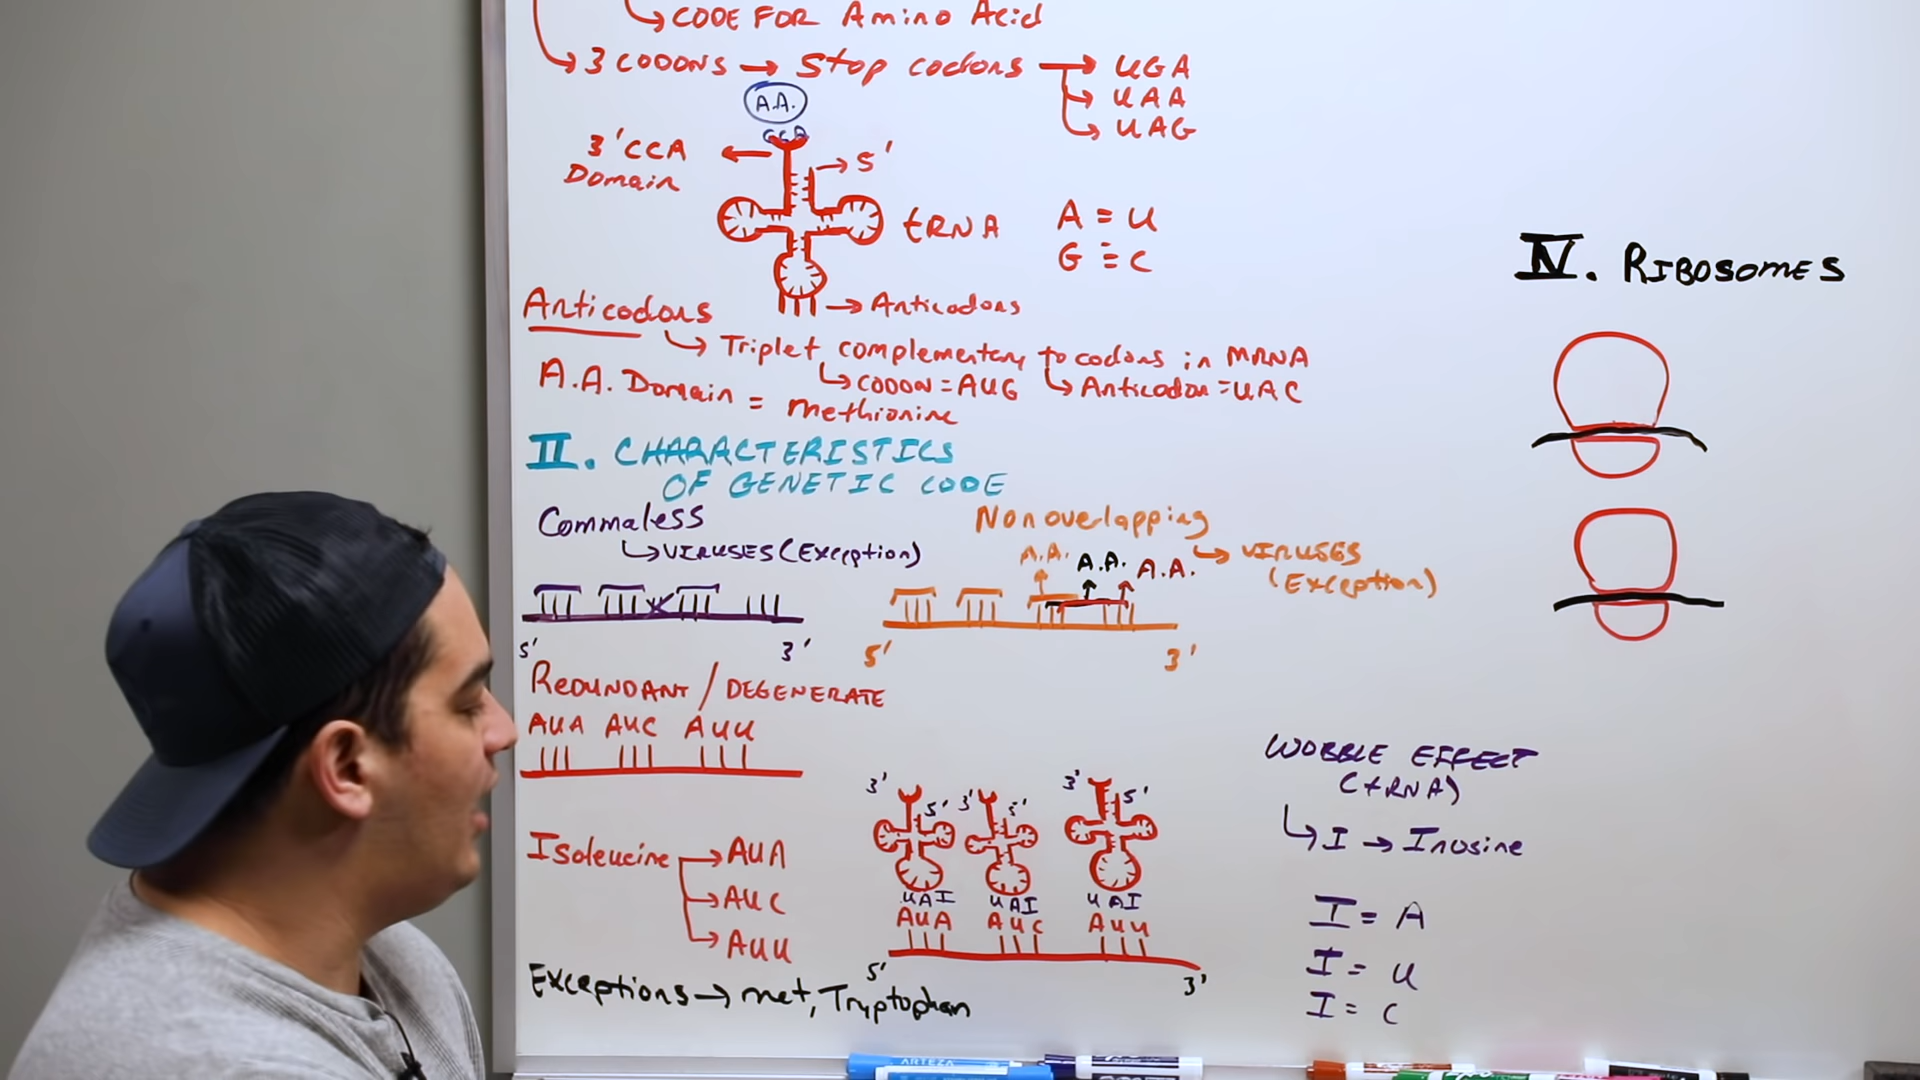 CODE FOR Amino Acid
3 CODONS → Stop codons → UGA
UAA
UAG
A.A.
CCA
3' CCA
Domain
5'
tRNA
A = U
G ≡ C
Anticodons
Anticodons
Triplet complementary to codons in MRNA
CODON = AUG
Anticodon = UAC
A.A. Domain = Methionine
II. CHARACTERISTICS
OF GENETIC CODE
Commaless
VIRUSES (Exception)
5' 3'
Nonoverlapping
VIRUSES
(Exception)
A.A. A.A. A.A.
5' 3'
REDUNDANT / DEGENERATE
AUA AUC AUU
Isoleucine → AUA
AUC
AUU
3' 5' 3' 5' 3' 5'
UAI UAI UAI
AUA AUC AUU
5' 3'
Exceptions → met, Tryptophan
WOBBLE EFFECT
(tRNA)
I → Inosine
I = A
I = U
I = C
IV. RIBOSOMES
ARTEZA